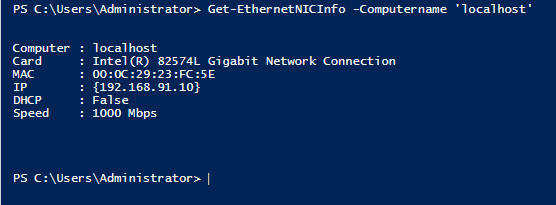 PS C:\Users\Administrator> Get-EthernetNICInfo -Computername 'localhost'
Computer : localhost
Card     : Intel(R) 82574L Gigabit Network Connection
MAC      : 00:0C:29:23:FC:5E
IP       : {192.168.91.10}
DHCP     : False
Speed    : 1000 Mbps
PS C:\Users\Administrator>